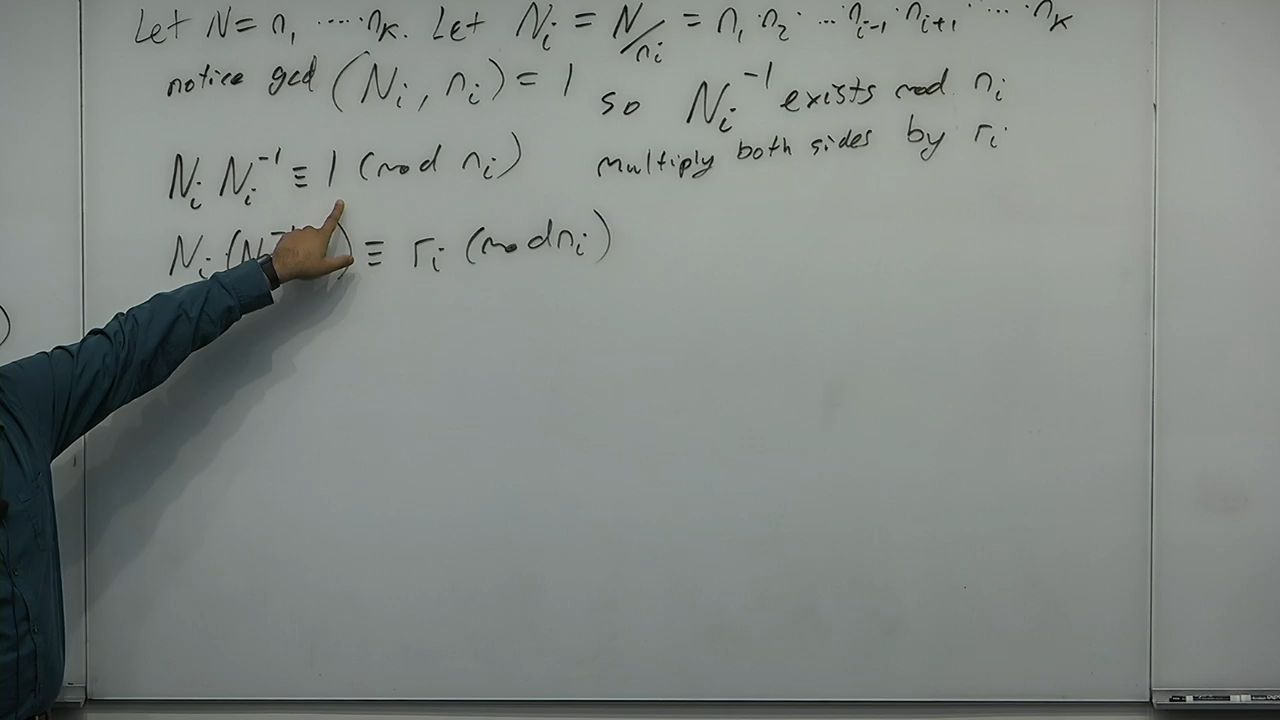 Let N = n₁ ····· nₖ. Let Nᵢ = N/nᵢ = n₁·n₂· ··· nᵢ₋₁·nᵢ₊₁· ···· ·nₖ
notice gcd (Nᵢ, nᵢ) = 1 so Nᵢ⁻¹ exists mod nᵢ
Nᵢ Nᵢ⁻¹ ≡ 1 (mod nᵢ) multiply both sides by rᵢ
Nᵢ (N⁻¹ ) ≡ rᵢ (mod nᵢ)